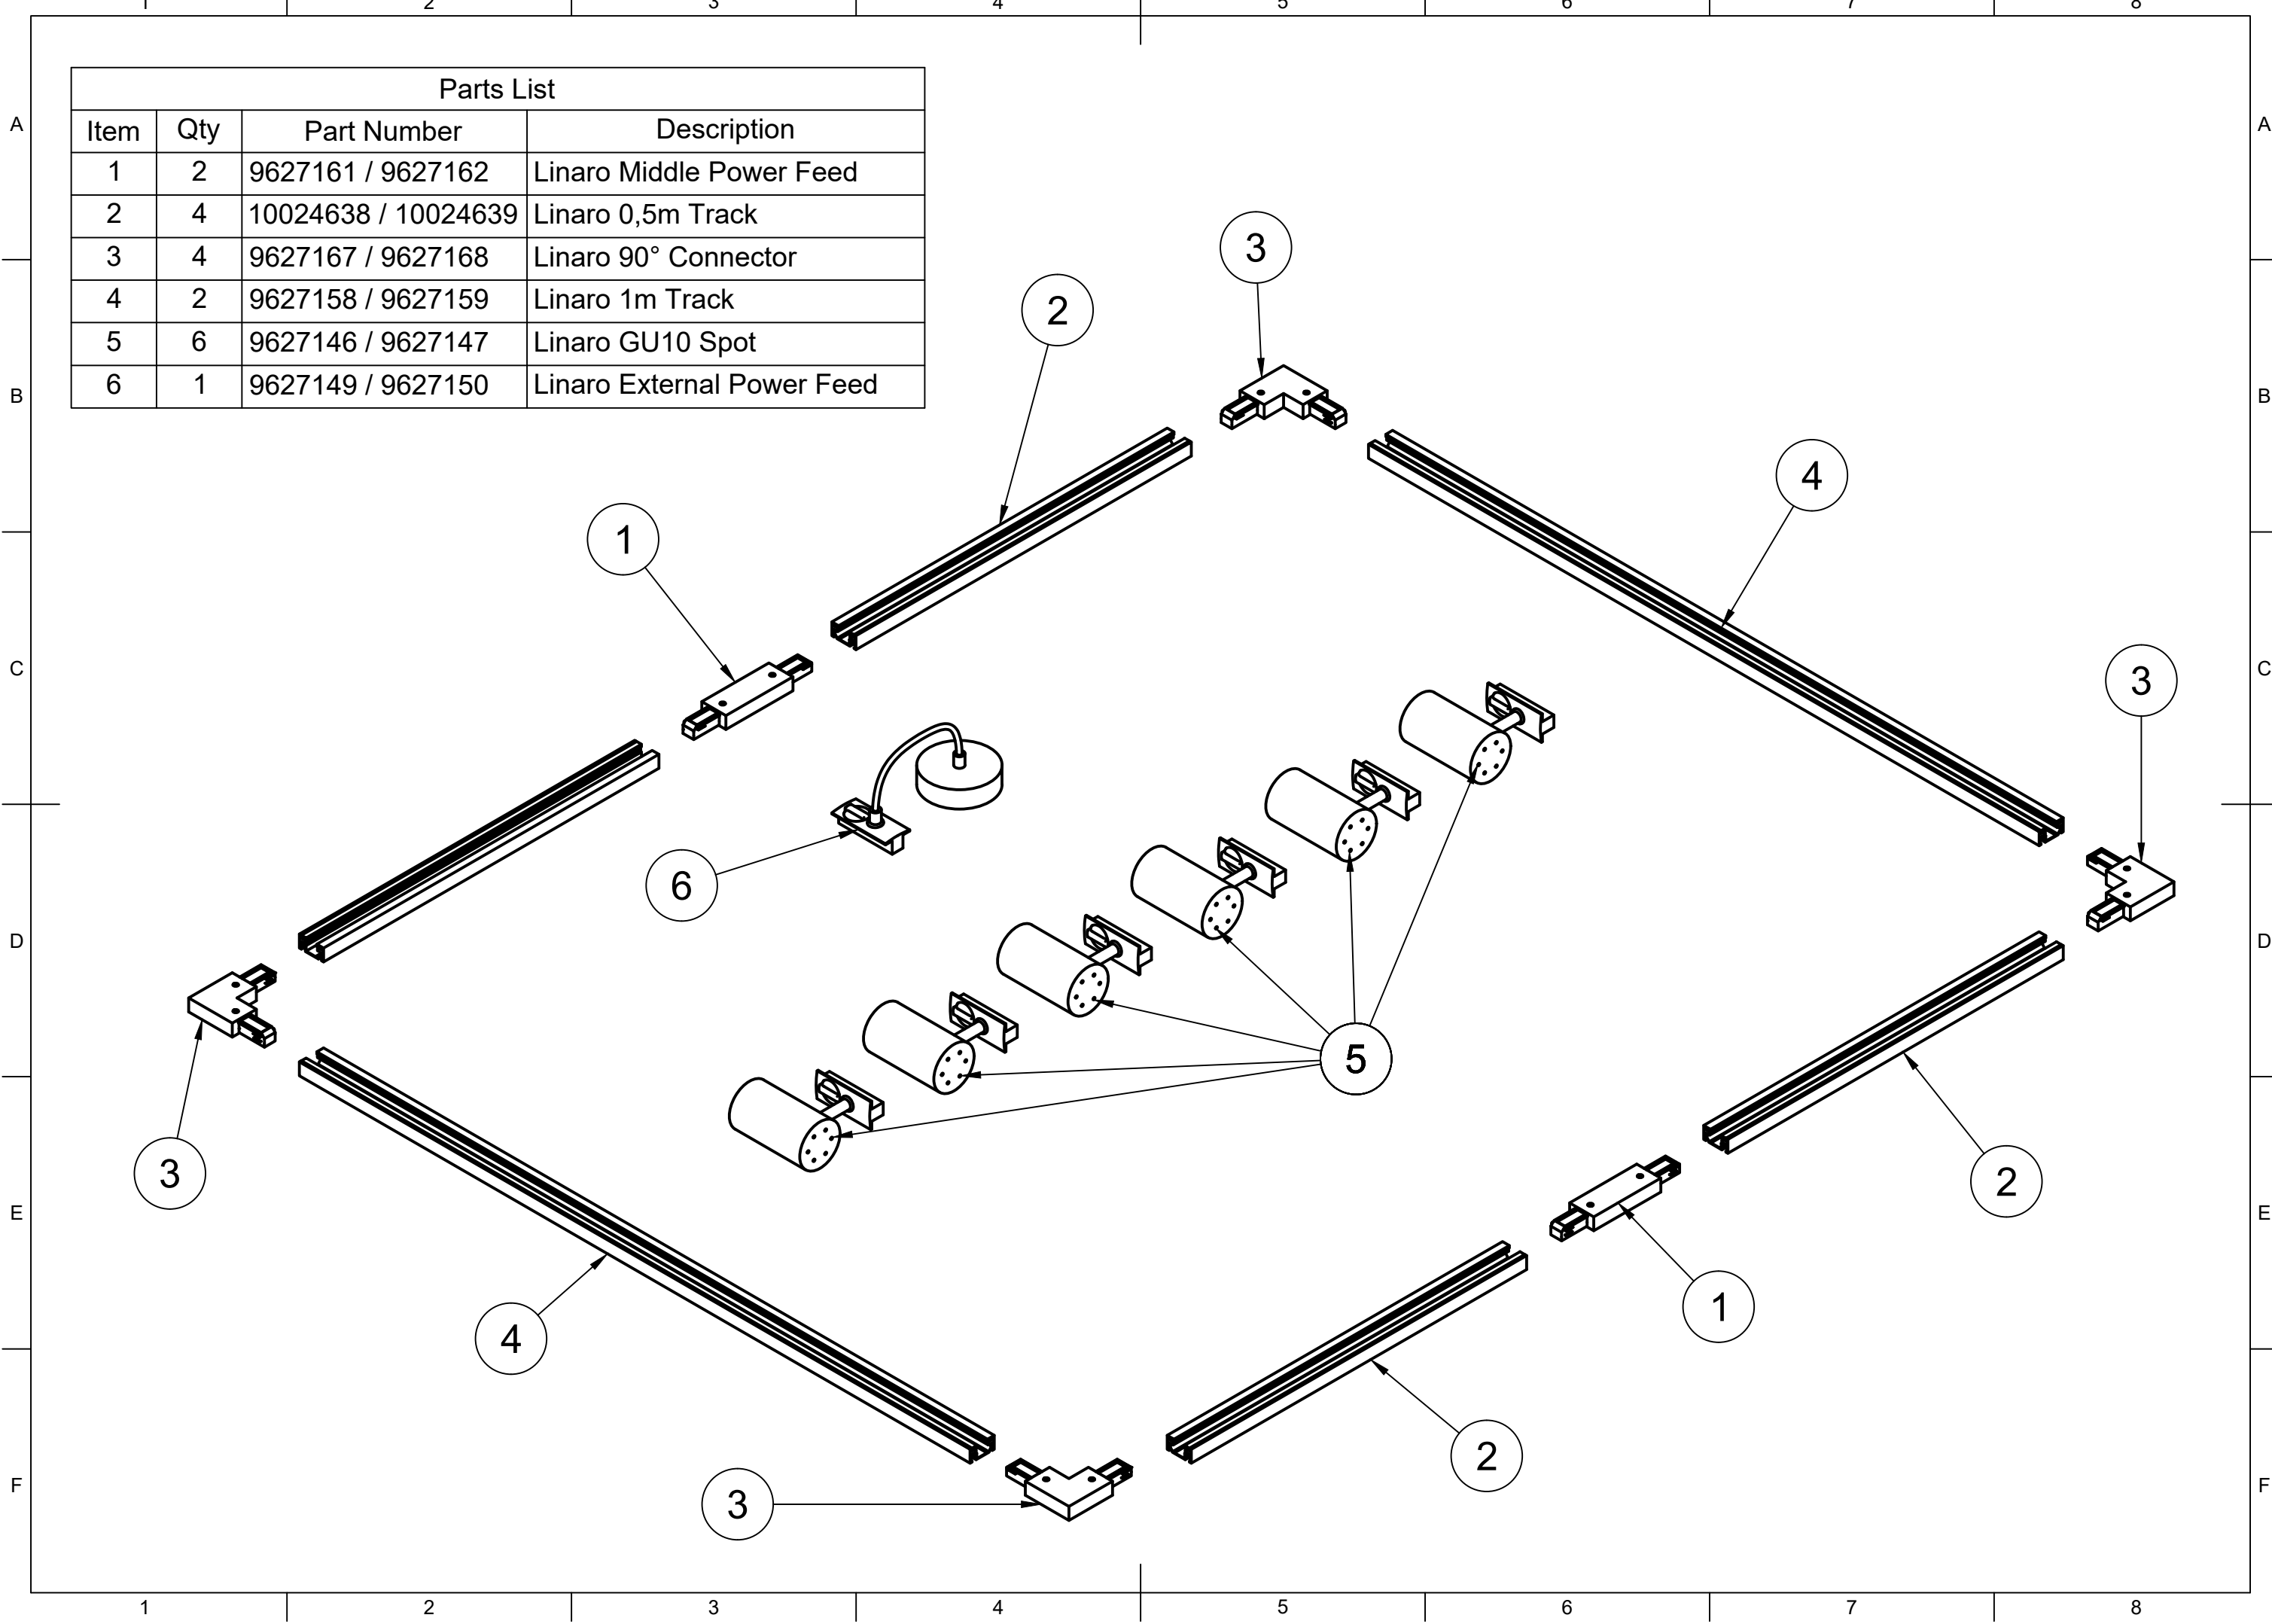 1 2 3 4 5 6 7 8
Parts List
Item Qty Part Number Description
1 2 9627161 / 9627162 Linaro Middle Power Feed
2 4 10024638 / 10024639 Linaro 0,5m Track
3 4 9627167 / 9627168 Linaro 90° Connector
4 2 9627158 / 9627159 Linaro 1m Track
5 6 9627146 / 9627147 Linaro GU10 Spot
6 1 9627149 / 9627150 Linaro External Power Feed
A A
3
2
B B
4
1
C C
3
6
D D
5
3
2
E E
1
4
2
F F
3
1 2 3 4 5 6 7 8